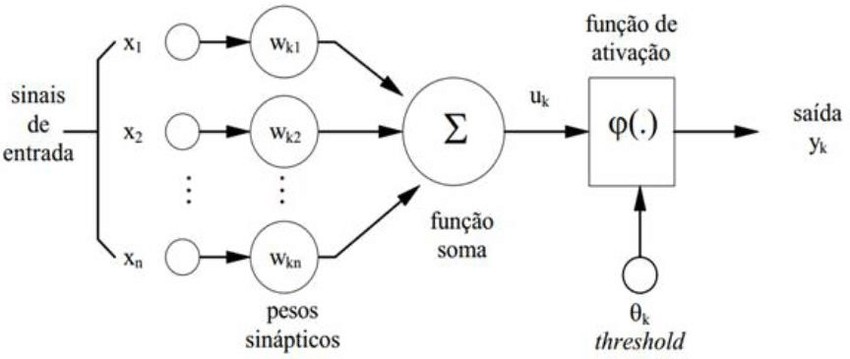 sinais
de
entrada
x1
x2
xn
wk1
wk2
wkn
pesos
sinápticos
Σ
função
soma
uk
função de
ativação
φ(.)
θk
threshold
saída
yk